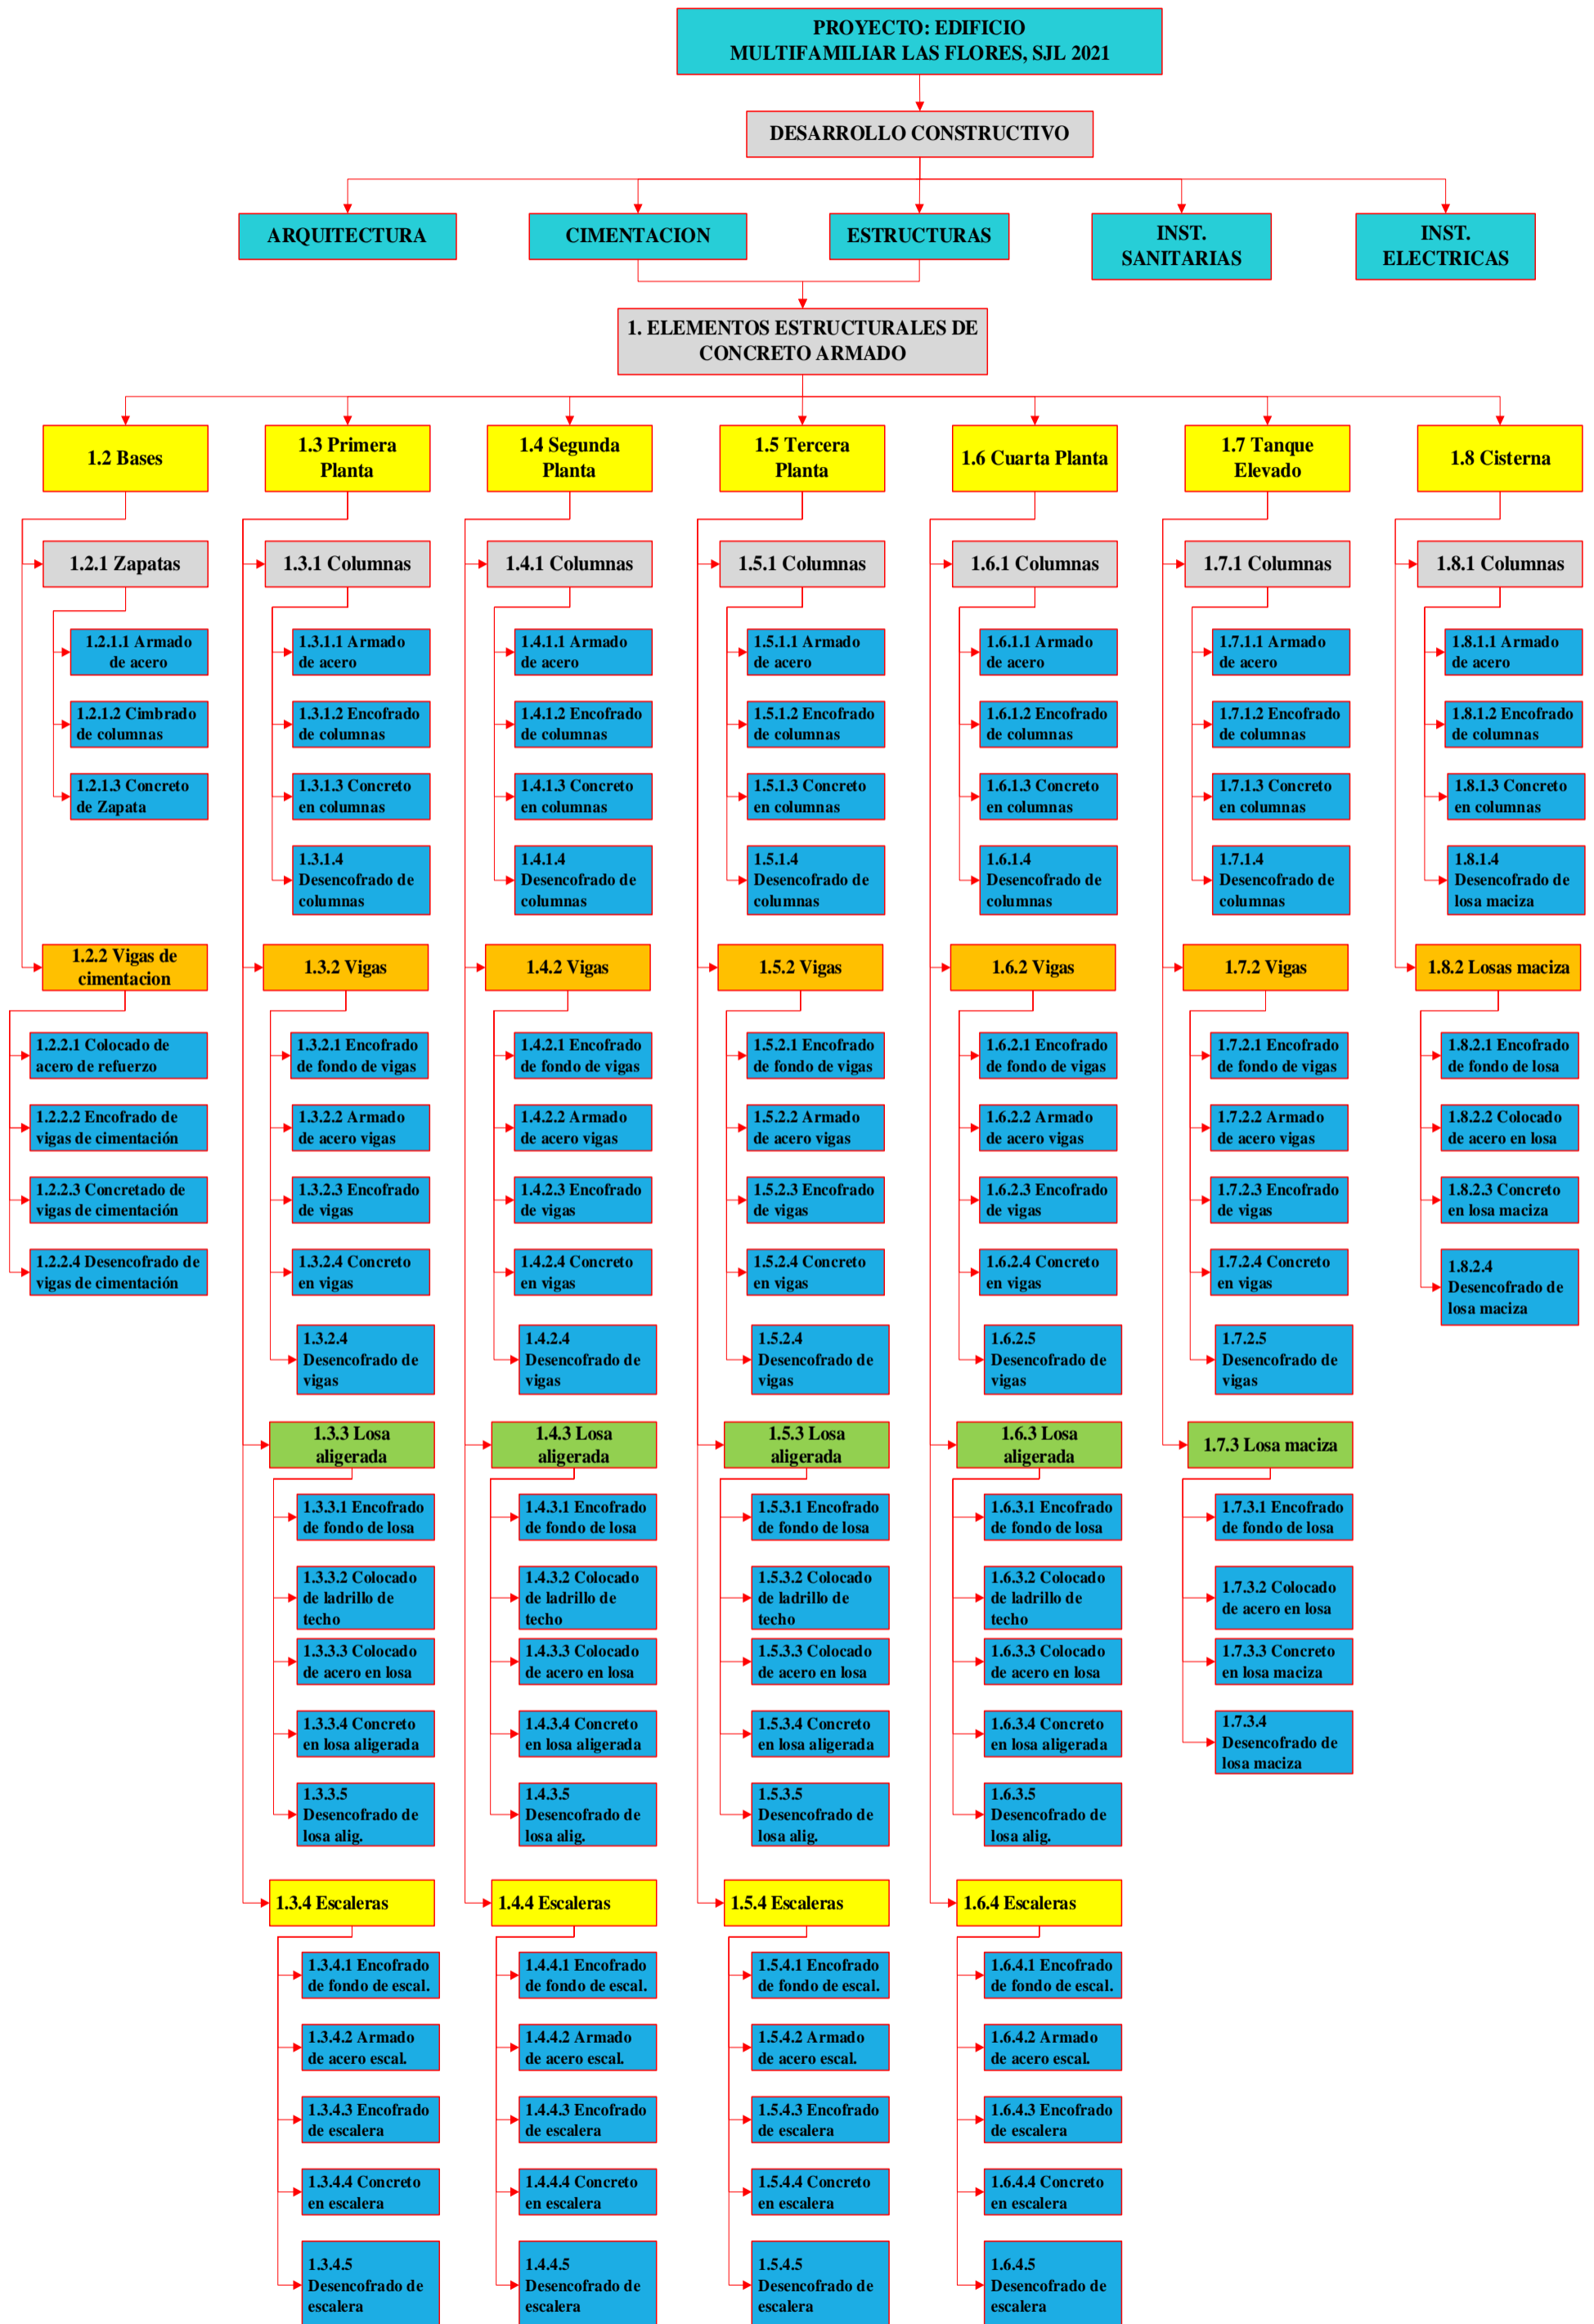 PROYECTO: EDIFICIO
MULTIFAMILIAR LAS FLORES, SJL 2021
DESARROLLO CONSTRUCTIVO
ARQUITECTURA
CIMENTACION
ESTRUCTURAS
INST.
SANITARIAS
INST.
ELECTRICAS
1. ELEMENTOS ESTRUCTURALES DE
CONCRETO ARMADO
1.2 Bases
1.2.1 Zapatas
1.2.1.1 Armado
de acero
1.2.1.2 Cimbrado
de columnas
1.2.1.3 Concreto
de Zapata
1.2.2 Vigas de
cimentacion
1.2.2.1 Colocado de
acero de refuerzo
1.2.2.2 Encofrado de
vigas de cimentación
1.2.2.3 Concretado de
vigas de cimentación
1.2.2.4 Desencofrado de
vigas de cimentación
1.3 Primera
Planta
1.3.1 Columnas
1.3.1.1 Armado
de acero
1.3.1.2 Encofrado
de columnas
1.3.1.3 Concreto
en columnas
1.3.1.4
Desencofrado de
columnas
1.3.2 Vigas
1.3.2.1 Encofrado
de fondo de vigas
1.3.2.2 Armado
de acero vigas
1.3.2.3 Encofrado
de vigas
1.3.2.4 Concreto
en vigas
1.3.2.4
Desencofrado de
vigas
1.3.3 Losa
aligerada
1.3.3.1 Encofrado
de fondo de losa
1.3.3.2 Colocado
de ladrillo de
techo
1.3.3.3 Colocado
de acero en losa
1.3.3.4 Concreto
en losa aligerada
1.3.3.5
Desencofrado de
losa alig.
1.3.4 Escaleras
1.3.4.1 Encofrado
de fondo de escal.
1.3.4.2 Armado
de acero escal.
1.3.4.3 Encofrado
de escalera
1.3.4.4 Concreto
en escalera
1.3.4.5
Desencofrado de
escalera
1.4 Segunda
Planta
1.4.1 Columnas
1.4.1.1 Armado
de acero
1.4.1.2 Encofrado
de columnas
1.4.1.3 Concreto
en columnas
1.4.1.4
Desencofrado de
columnas
1.4.2 Vigas
1.4.2.1 Encofrado
de fondo de vigas
1.4.2.2 Armado
de acero vigas
1.4.2.3 Encofrado
de vigas
1.4.2.4 Concreto
en vigas
1.4.2.4
Desencofrado de
vigas
1.4.3 Losa
aligerada
1.4.3.1 Encofrado
de fondo de losa
1.4.3.2 Colocado
de ladrillo de
techo
1.4.3.3 Colocado
de acero en losa
1.4.3.4 Concreto
en losa aligerada
1.4.3.5
Desencofrado de
losa alig.
1.4.4 Escaleras
1.4.4.1 Encofrado
de fondo de escal.
1.4.4.2 Armado
de acero escal.
1.4.4.3 Encofrado
de escalera
1.4.4.4 Concreto
en escalera
1.4.4.5
Desencofrado de
escalera
1.5 Tercera
Planta
1.5.1 Columnas
1.5.1.1 Armado
de acero
1.5.1.2 Encofrado
de columnas
1.5.1.3 Concreto
en columnas
1.5.1.4
Desencofrado de
columnas
1.5.2 Vigas
1.5.2.1 Encofrado
de fondo de vigas
1.5.2.2 Armado
de acero vigas
1.5.2.3 Encofrado
de vigas
1.5.2.4 Concreto
en vigas
1.5.2.4
Desencofrado de
vigas
1.5.3 Losa
aligerada
1.5.3.1 Encofrado
de fondo de losa
1.5.3.2 Colocado
de ladrillo de
techo
1.5.3.3 Colocado
de acero en losa
1.5.3.4 Concreto
en losa aligerada
1.5.3.5
Desencofrado de
losa alig.
1.5.4 Escaleras
1.5.4.1 Encofrado
de fondo de escal.
1.5.4.2 Armado
de acero escal.
1.5.4.3 Encofrado
de escalera
1.5.4.4 Concreto
en escalera
1.5.4.5
Desencofrado de
escalera
1.6 Cuarta Planta
1.6.1 Columnas
1.6.1.1 Armado
de acero
1.6.1.2 Encofrado
de columnas
1.6.1.3 Concreto
en columnas
1.6.1.4
Desencofrado de
columnas
1.6.2 Vigas
1.6.2.1 Encofrado
de fondo de vigas
1.6.2.2 Armado
de acero vigas
1.6.2.3 Encofrado
de vigas
1.6.2.4 Concreto
en vigas
1.6.2.5
Desencofrado de
vigas
1.6.3 Losa
aligerada
1.6.3.1 Encofrado
de fondo de losa
1.6.3.2 Colocado
de ladrillo de
techo
1.6.3.3 Colocado
de acero en losa
1.6.3.4 Concreto
en losa aligerada
1.6.3.5
Desencofrado de
losa alig.
1.6.4 Escaleras
1.6.4.1 Encofrado
de fondo de escal.
1.6.4.2 Armado
de acero escal.
1.6.4.3 Encofrado
de escalera
1.6.4.4 Concreto
en escalera
1.6.4.5
Desencofrado de
escalera
1.7 Tanque
Elevado
1.7.1 Columnas
1.7.1.1 Armado
de acero
1.7.1.2 Encofrado
de columnas
1.7.1.3 Concreto
en columnas
1.7.1.4
Desencofrado de
columnas
1.7.2 Vigas
1.7.2.1 Encofrado
de fondo de vigas
1.7.2.2 Armado
de acero vigas
1.7.2.3 Encofrado
de vigas
1.7.2.4 Concreto
en vigas
1.7.2.5
Desencofrado de
vigas
1.7.3 Losa maciza
1.7.3.1 Encofrado
de fondo de losa
1.7.3.2 Colocado
de acero en losa
1.7.3.3 Concreto
en losa maciza
1.7.3.4
Desencofrado de
losa maciza
1.8 Cisterna
1.8.1 Columnas
1.8.1.1 Armado
de acero
1.8.1.2 Encofrado
de columnas
1.8.1.3 Concreto
en columnas
1.8.1.4
Desencofrado de
losa maciza
1.8.2 Losas maciza
1.8.2.1 Encofrado
de fondo de losa
1.8.2.2 Colocado
de acero en losa
1.8.2.3 Concreto
en losa maciza
1.8.2.4
Desencofrado de
losa maciza